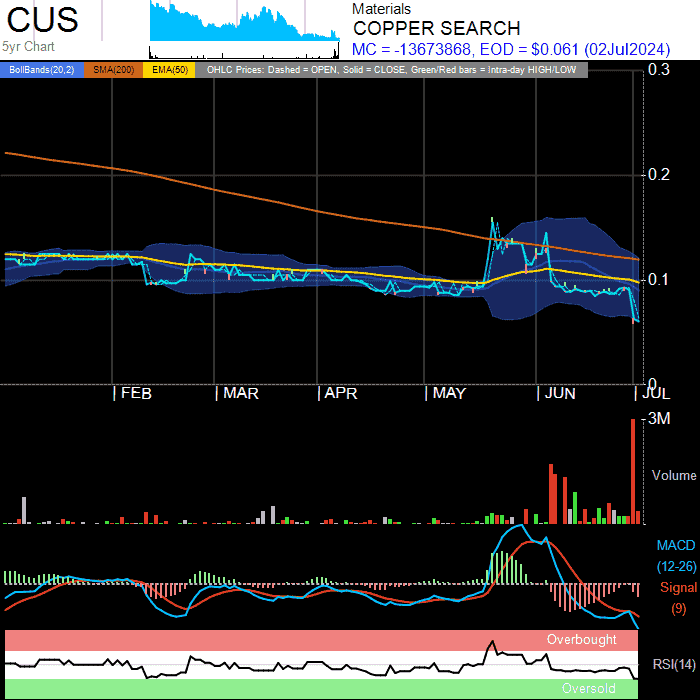 CUS
5yr Chart
Materials
COPPER SEARCH
MC = -13673868, EOD = $0.061 (02Jul2024)
BollBands(20,2) SMA(200) EMA(50) OHLC Prices: Dashed = OPEN, Solid = CLOSE, Green/Red bars = Intra-day HIGH/LOW
0.3
0.2
0.1
0
FEB MAR APR MAY JUN JUL
3M
Volume
MACD
(12-26)
Signal
(9)
Overbought
RSI(14)
Oversold